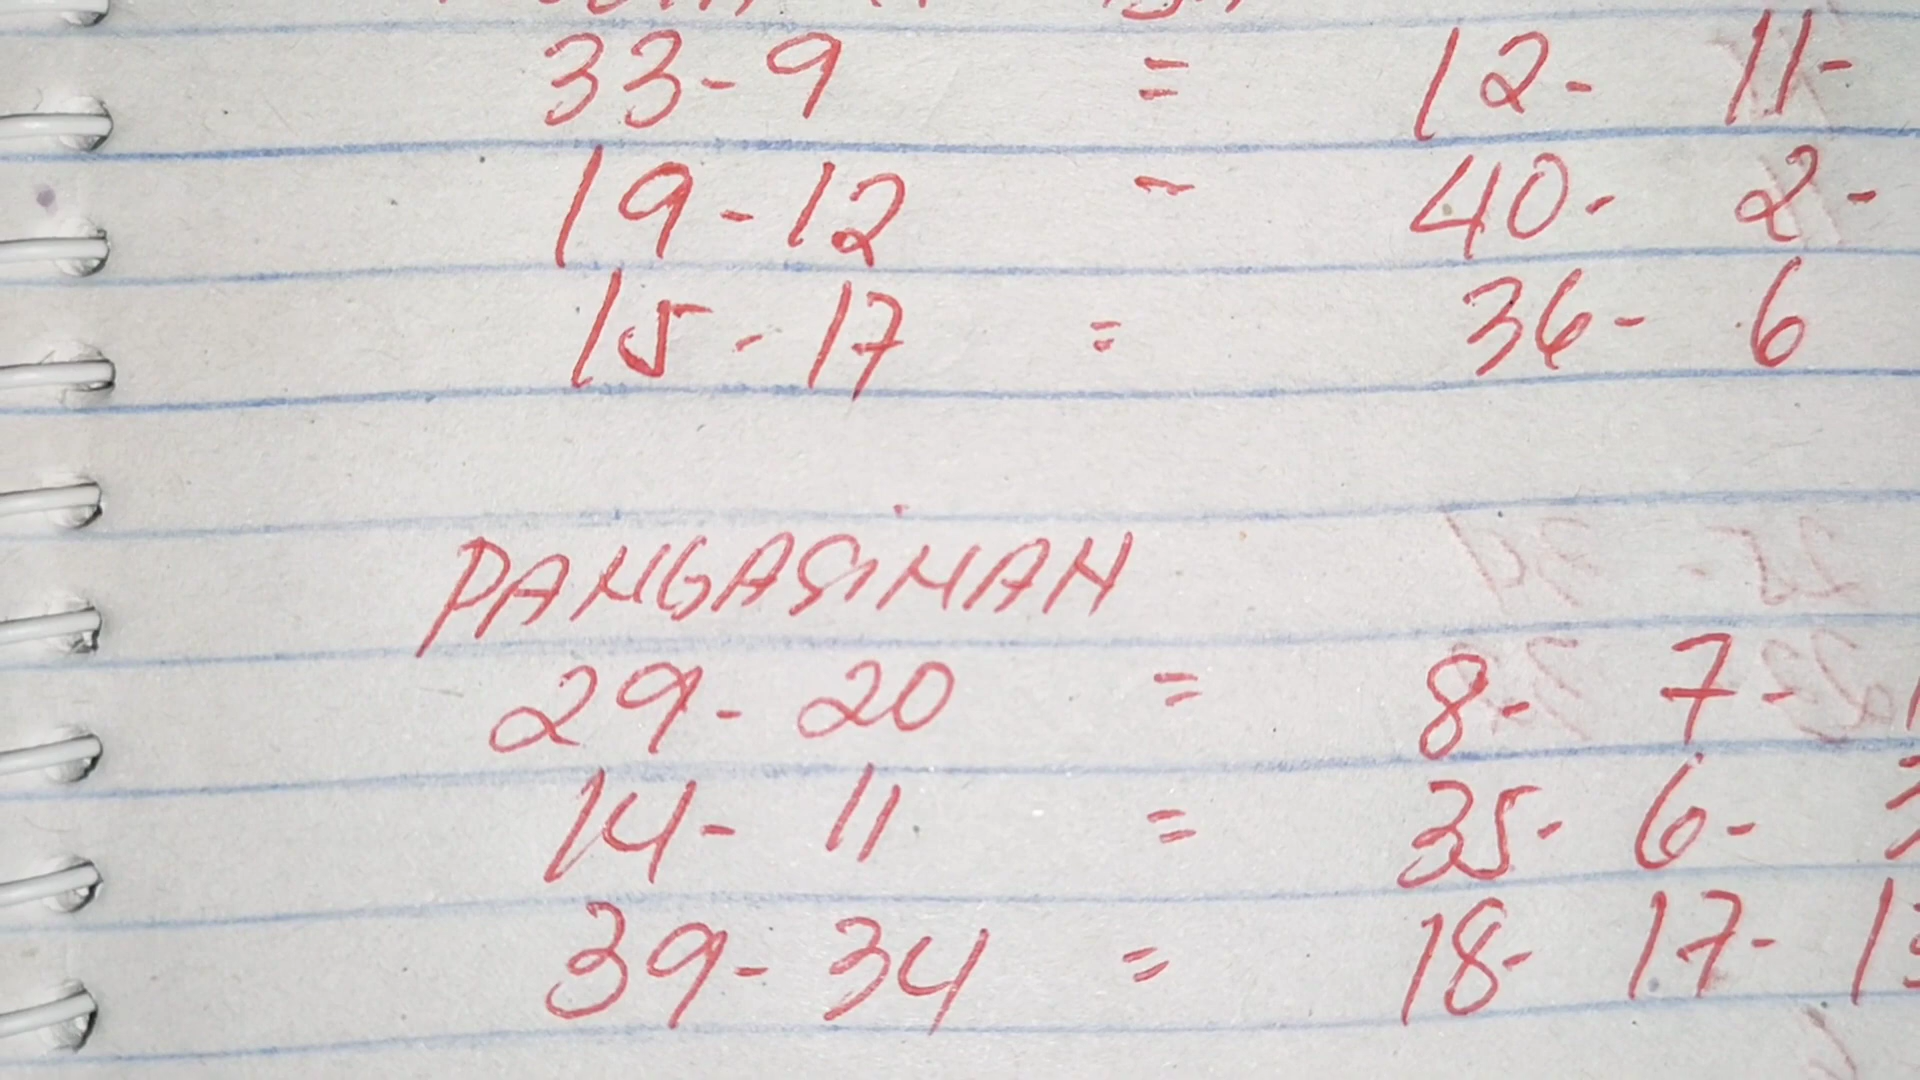 33-9 = 12- 11-
19-12 - 40- 2-
15-17 = 36- 6
PANGASiNAN
29-20 = 8- 7-
14-11 = 35- 6-
39-34 = 18- 17-